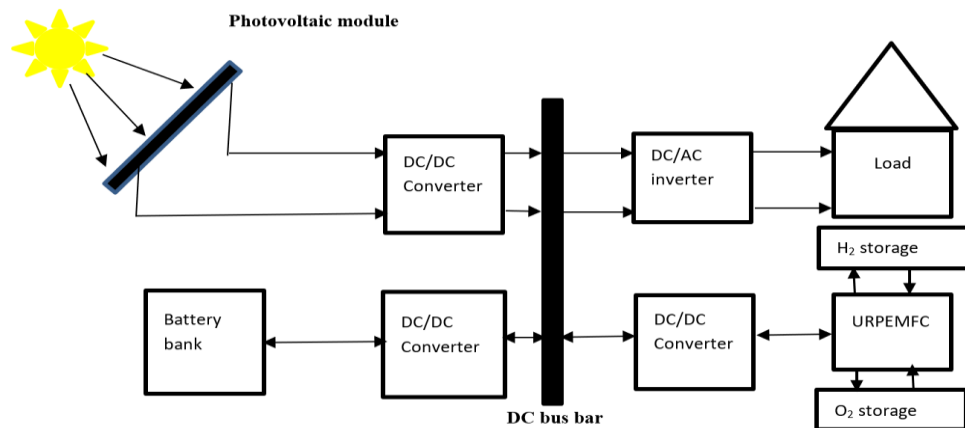 Photovoltaic module
DC/DC
Converter
DC/AC
inverter
Load
H₂ storage
Battery
bank
DC/DC
Converter
DC/DC
Converter
URPEMFC
O₂ storage
DC bus bar